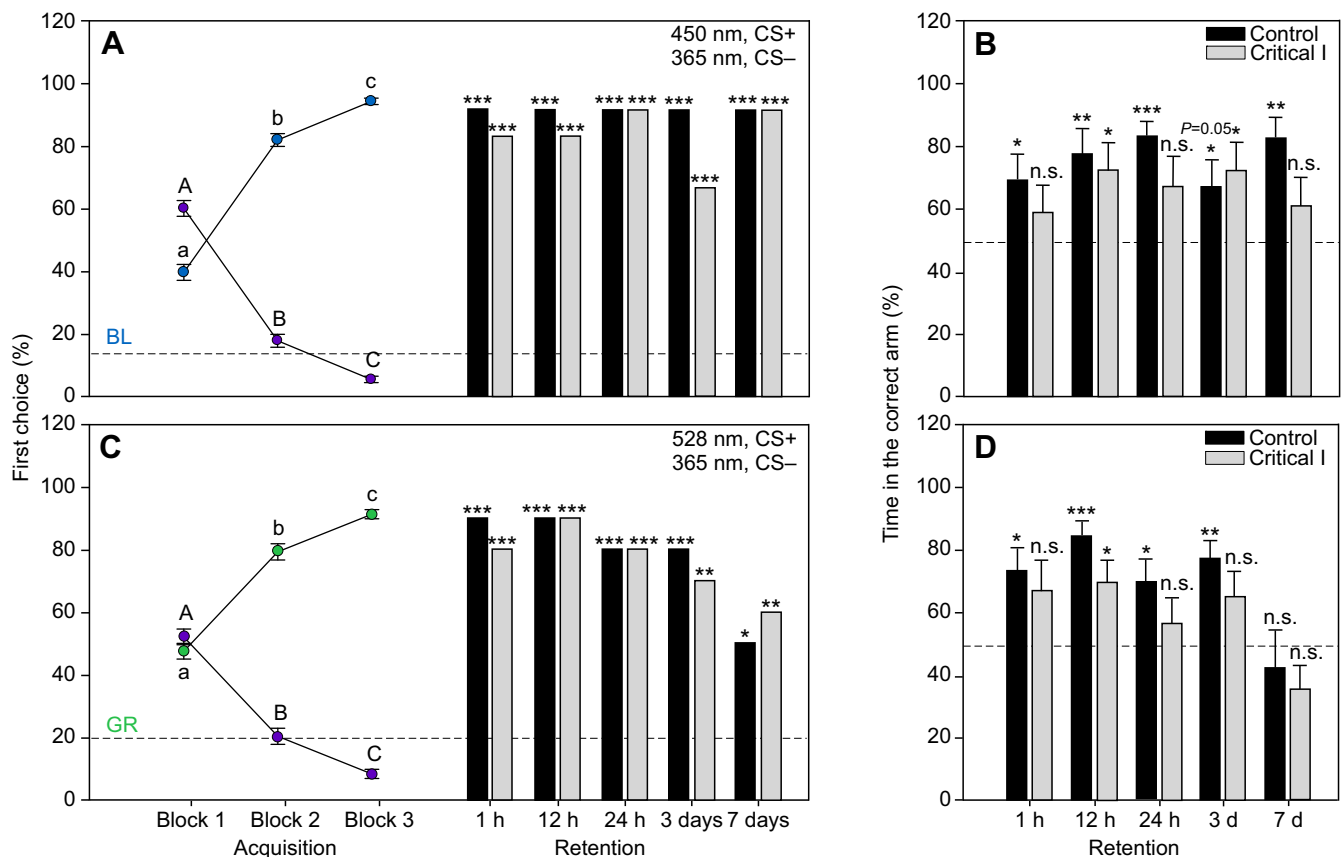 A
450 nm, CS+
365 nm, CS–
120
100
80
60
40
20
0
First choice (%)
BL
A
a
B
b
C
c
*** *** *** *** *** *** *** *** *** ***
B
Control
Critical I
120
100
80
60
40
20
0
Time in the correct arm (%)
* n.s. ** * *** n.s. P=0.05 * * ** n.s.
C
528 nm, CS+
365 nm, CS–
120
100
80
60
40
20
0
GR
A
a
B
b
C
c
*** *** *** *** *** *** *** ** * **
Block 1 Block 2 Block 3
Acquisition
1 h 12 h 24 h 3 days 7 days
Retention
D
Control
Critical I
120
100
80
60
40
20
0
* n.s. *** * * n.s. ** n.s. n.s. n.s.
1 h 12 h 24 h 3 d 7 d
Retention